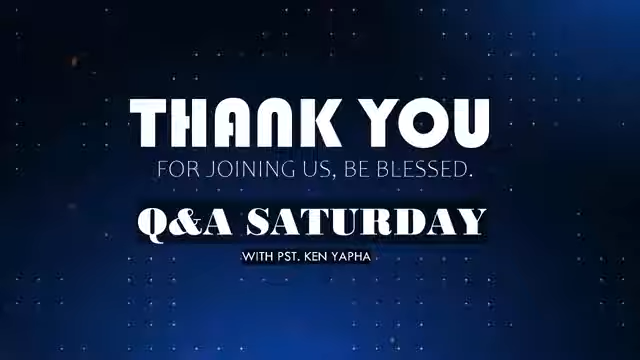 THANK YOU
FOR JOINING US, BE BLESSED.
Q&A SATURDAY
WITH PST. KEN YAPHA